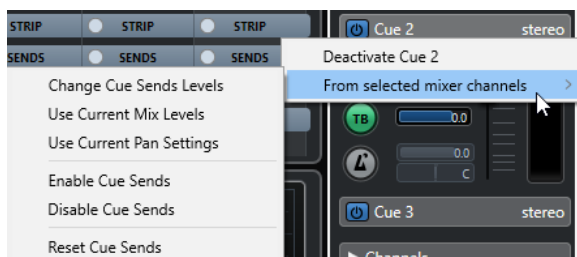 STRIP STRIP STRIP
SENDS SENDS SENDS
Cue 2 stereo
Deactivate Cue 2
From selected mixer channels
Change Cue Sends Levels
Use Current Mix Levels
Use Current Pan Settings
Enable Cue Sends
Disable Cue Sends
Reset Cue Sends
TB 0.0
0.0
C
Cue 3 stereo
Channels